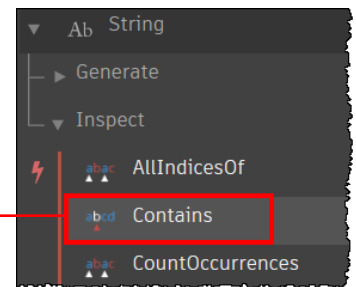 Ab String
Generate
Inspect
abac AllIndicesOf
abcd Contains
abac CountOccurrences